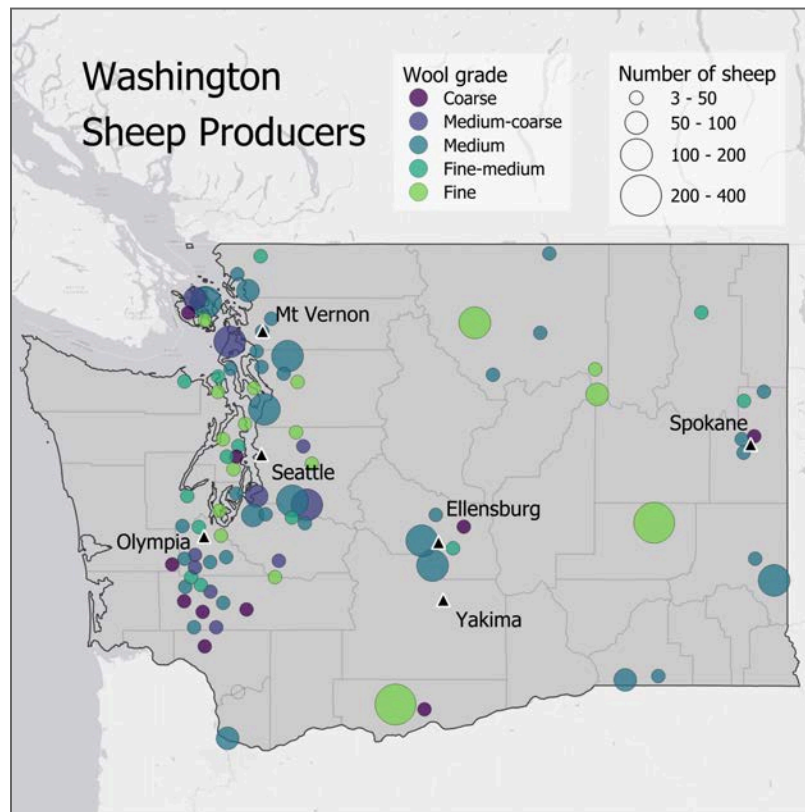 Washington
Sheep Producers
Wool grade
Coarse
Medium-coarse
Medium
Fine-medium
Fine
Number of sheep
3 - 50
50 - 100
100 - 200
200 - 400
Mt Vernon
Spokane
Seattle
Ellensburg
Olympia
Yakima